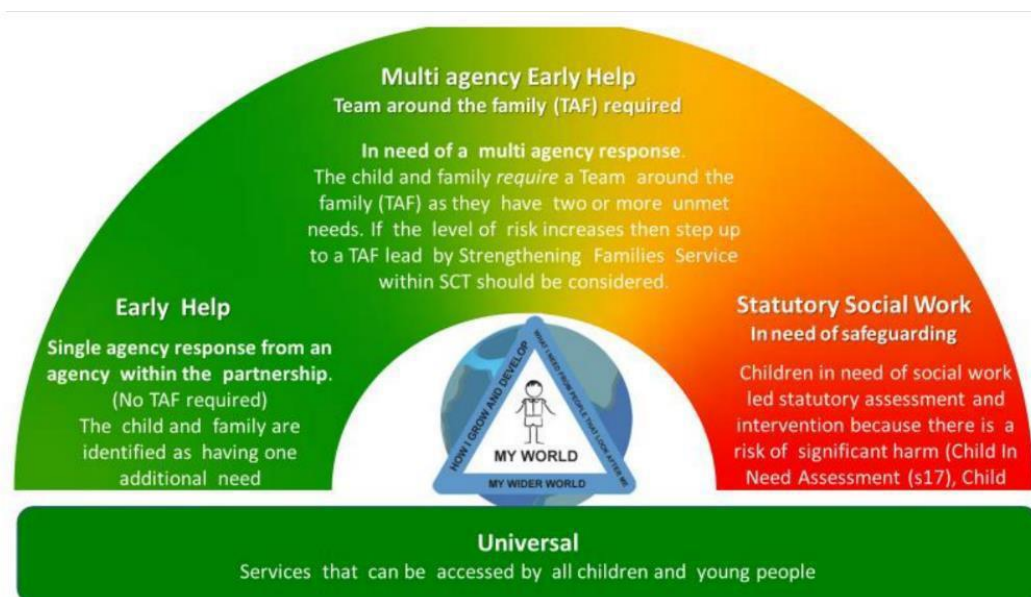 Multi agency Early Help
Team around the family (TAF) required
In need of a multi agency response.
The child and family require a Team around the
family (TAF) as they have two or more unmet
needs. If the level of risk increases then step up
to a TAF lead by Strengthening Families Service
within SCT should be considered.
Early Help
Single agency response from an
agency within the partnership.
(No TAF required)
The child and family are
identified as having one
additional need
HOW I GROW AND DEVELOP
WHAT I NEED FROM PEOPLE THAT LOOK AFTER ME
MY WORLD
MY WIDER WORLD
Statutory Social Work
In need of safeguarding
Children in need of social work
led statutory assessment and
intervention because there is a
risk of significant harm (Child In
Need Assessment (s17), Child
Universal
Services that can be accessed by all children and young people